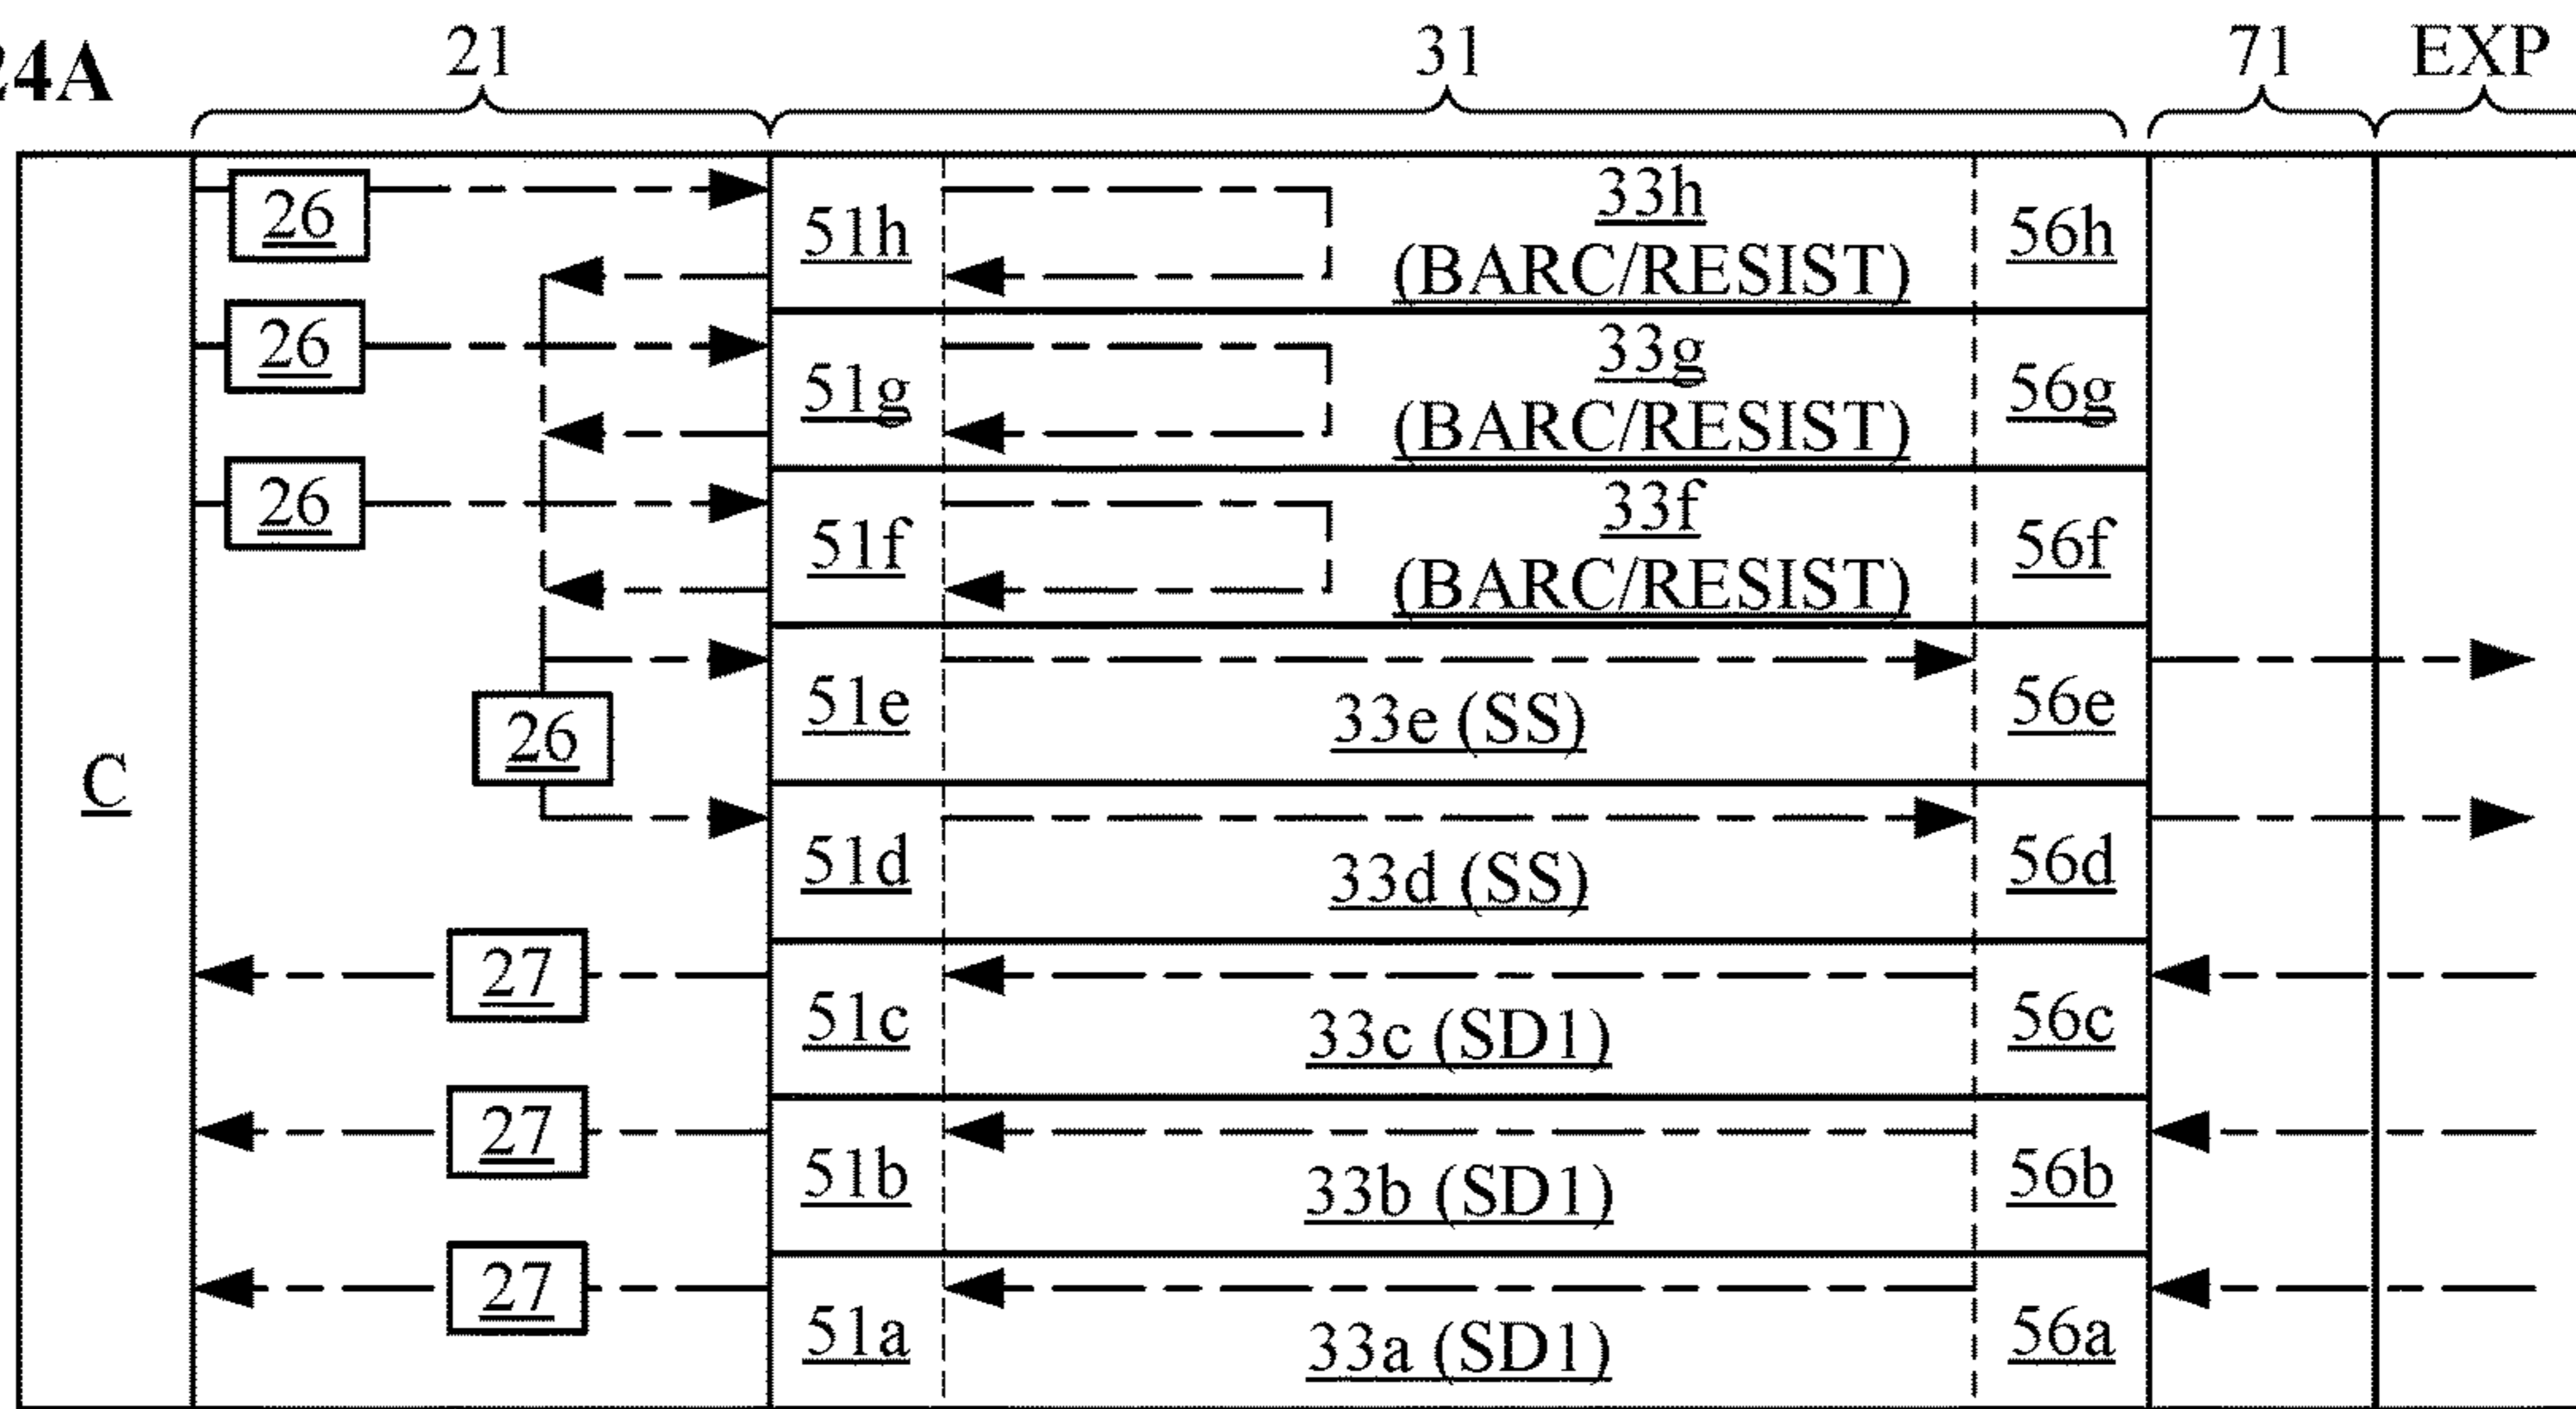 24A
21 31 71 EXP
26 51h 33h 56h
(BARC/RESIST)
26 51g 33g 56g
(BARC/RESIST)
26 51f 33f 56f
(BARC/RESIST)
51e 33e (SS) 56e
26
C
51d 33d (SS) 56d
27 51c 33c (SD1) 56c
27 51b 33b (SD1) 56b
27 51a 33a (SD1) 56a